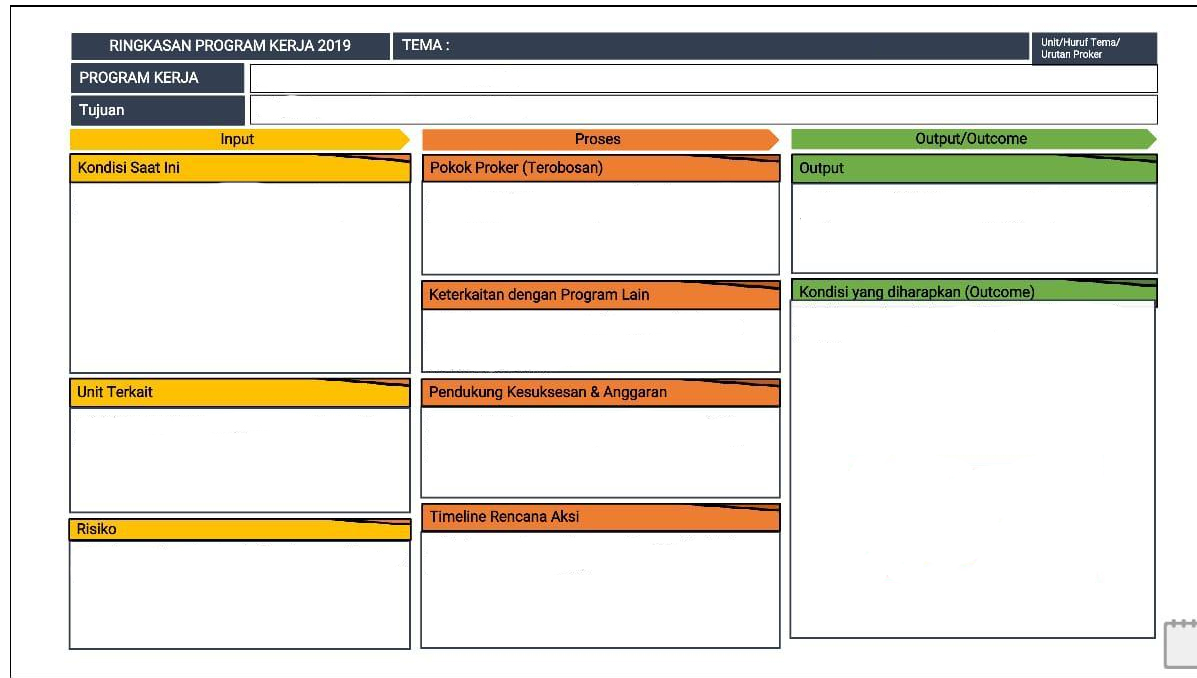 RINGKASAN PROGRAM KERJA 2019
TEMA :
Unit/Huruf Tema/
Urutan Proker
PROGRAM KERJA
Tujuan
Input
Proses
Output/Outcome
Kondisi Saat Ini
Pokok Proker (Terobosan)
Output
Keterkaitan dengan Program Lain
Kondisi yang diharapkan (Outcome)
Unit Terkait
Pendukung Kesuksesan & Anggaran
Timeline Rencana Aksi
Risiko